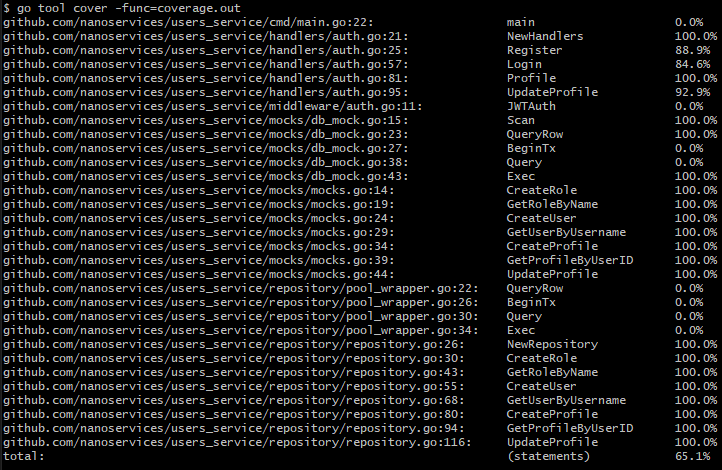 $ go tool cover -func=coverage.out
github.com/nanoservices/users_service/cmd/main.go:22: main 0.0%
github.com/nanoservices/users_service/handlers/auth.go:21: NewHandlers 100.0%
github.com/nanoservices/users_service/handlers/auth.go:25: Register 88.9%
github.com/nanoservices/users_service/handlers/auth.go:57: Login 84.6%
github.com/nanoservices/users_service/handlers/auth.go:81: Profile 100.0%
github.com/nanoservices/users_service/handlers/auth.go:95: UpdateProfile 92.9%
github.com/nanoservices/users_service/middleware/auth.go:11: JWTAuth 0.0%
github.com/nanoservices/users_service/mocks/db_mock.go:15: Scan 100.0%
github.com/nanoservices/users_service/mocks/db_mock.go:23: QueryRow 100.0%
github.com/nanoservices/users_service/mocks/db_mock.go:27: BeginTx 0.0%
github.com/nanoservices/users_service/mocks/db_mock.go:38: Query 0.0%
github.com/nanoservices/users_service/mocks/db_mock.go:43: Exec 100.0%
github.com/nanoservices/users_service/mocks/mocks.go:14: CreateRole 100.0%
github.com/nanoservices/users_service/mocks/mocks.go:19: GetRoleByName 100.0%
github.com/nanoservices/users_service/mocks/mocks.go:24: CreateUser 100.0%
github.com/nanoservices/users_service/mocks/mocks.go:29: GetUserByUsername 100.0%
github.com/nanoservices/users_service/mocks/mocks.go:34: CreateProfile 100.0%
github.com/nanoservices/users_service/mocks/mocks.go:39: GetProfileByUserID 100.0%
github.com/nanoservices/users_service/mocks/mocks.go:44: UpdateProfile 100.0%
github.com/nanoservices/users_service/repository/pool_wrapper.go:22: QueryRow 0.0%
github.com/nanoservices/users_service/repository/pool_wrapper.go:26: BeginTx 0.0%
github.com/nanoservices/users_service/repository/pool_wrapper.go:30: Query 0.0%
github.com/nanoservices/users_service/repository/pool_wrapper.go:34: Exec 0.0%
github.com/nanoservices/users_service/repository/repository.go:26: NewRepository 100.0%
github.com/nanoservices/users_service/repository/repository.go:30: CreateRole 100.0%
github.com/nanoservices/users_service/repository/repository.go:43: GetRoleByName 100.0%
github.com/nanoservices/users_service/repository/repository.go:55: CreateUser 100.0%
github.com/nanoservices/users_service/repository/repository.go:68: GetUserByUsername 100.0%
github.com/nanoservices/users_service/repository/repository.go:80: CreateProfile 100.0%
github.com/nanoservices/users_service/repository/repository.go:94: GetProfileByUserID 100.0%
github.com/nanoservices/users_service/repository/repository.go:116: UpdateProfile 100.0%
total: (statements) 65.1%